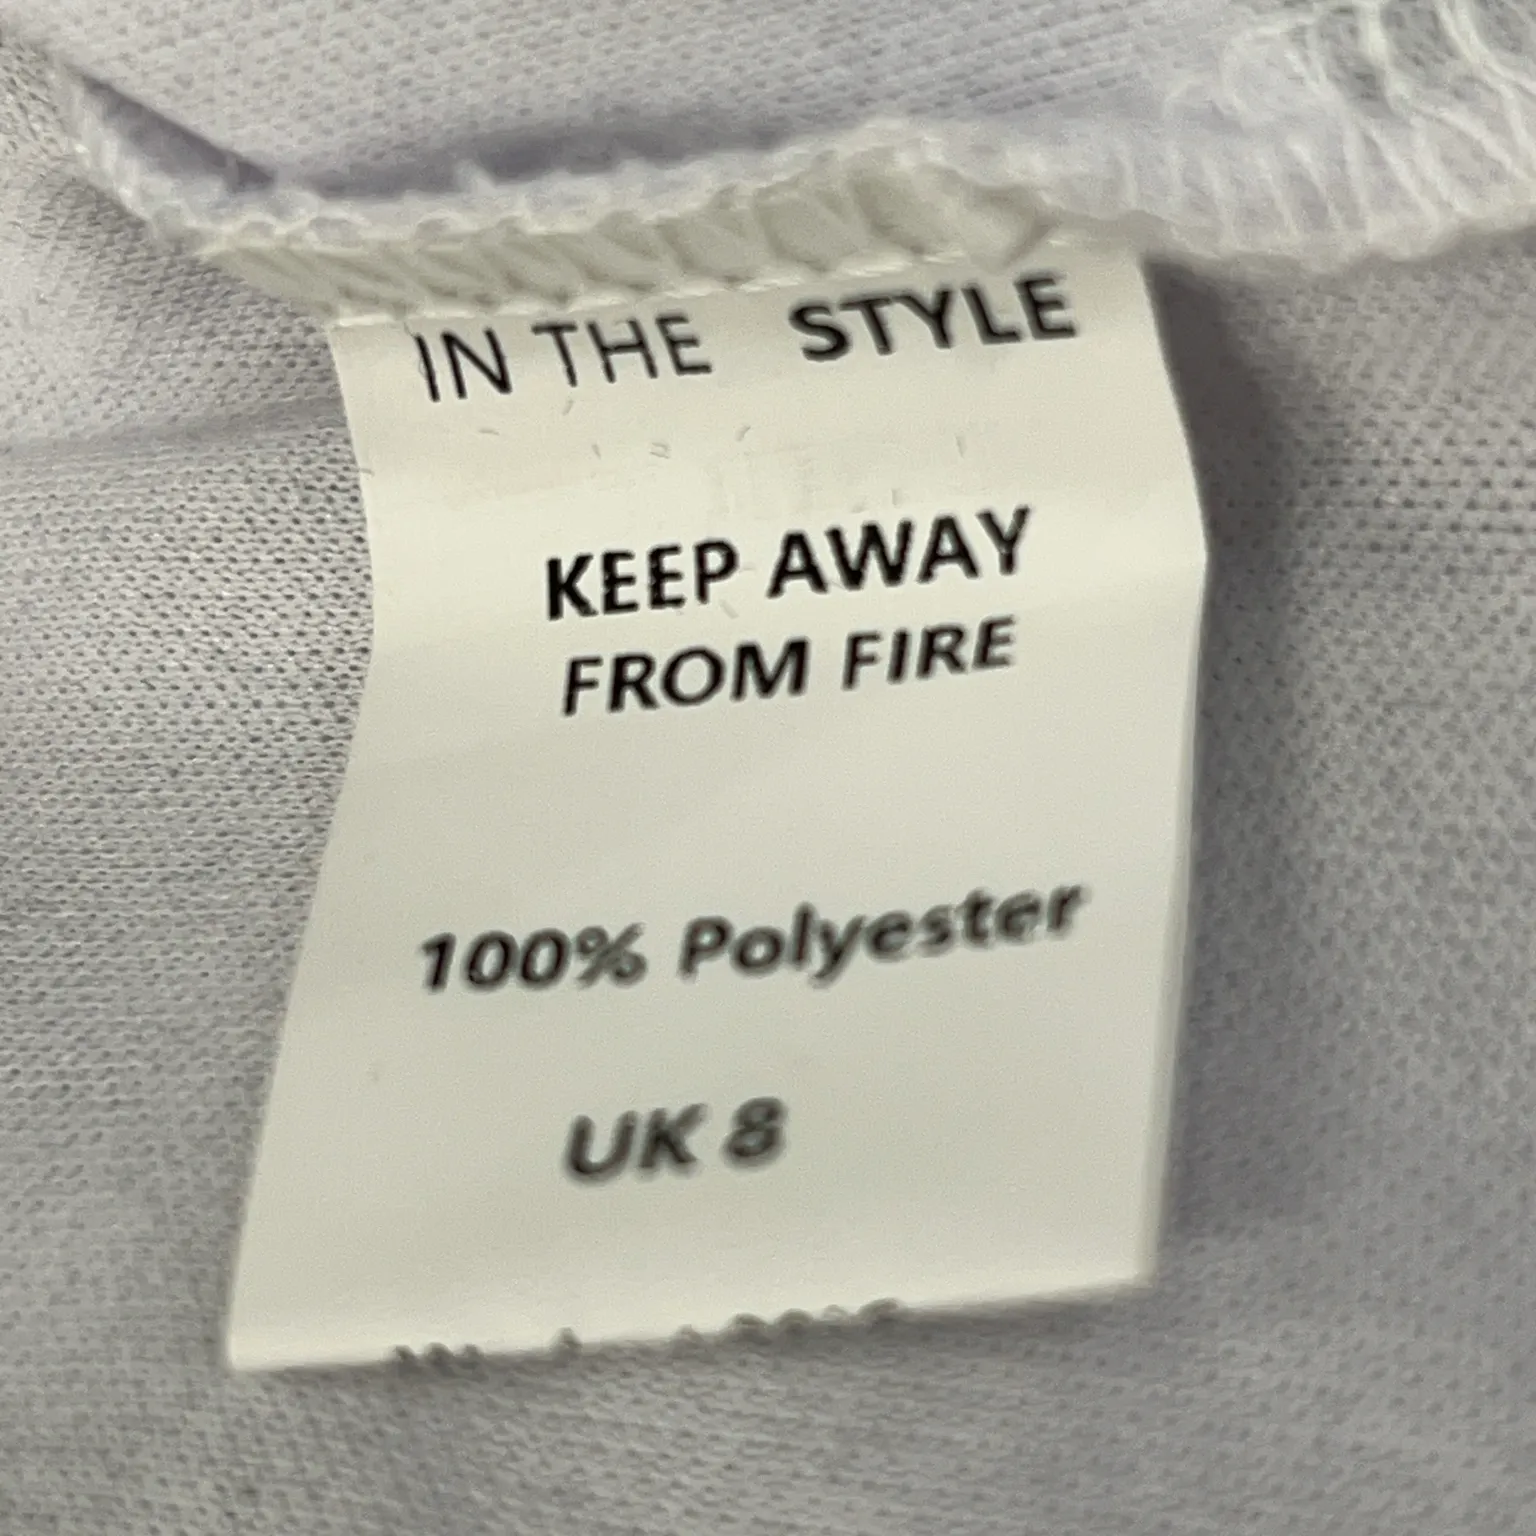 IN THE STYLE
KEEP AWAY
FROM FIRE
100% Polyester
UK 8